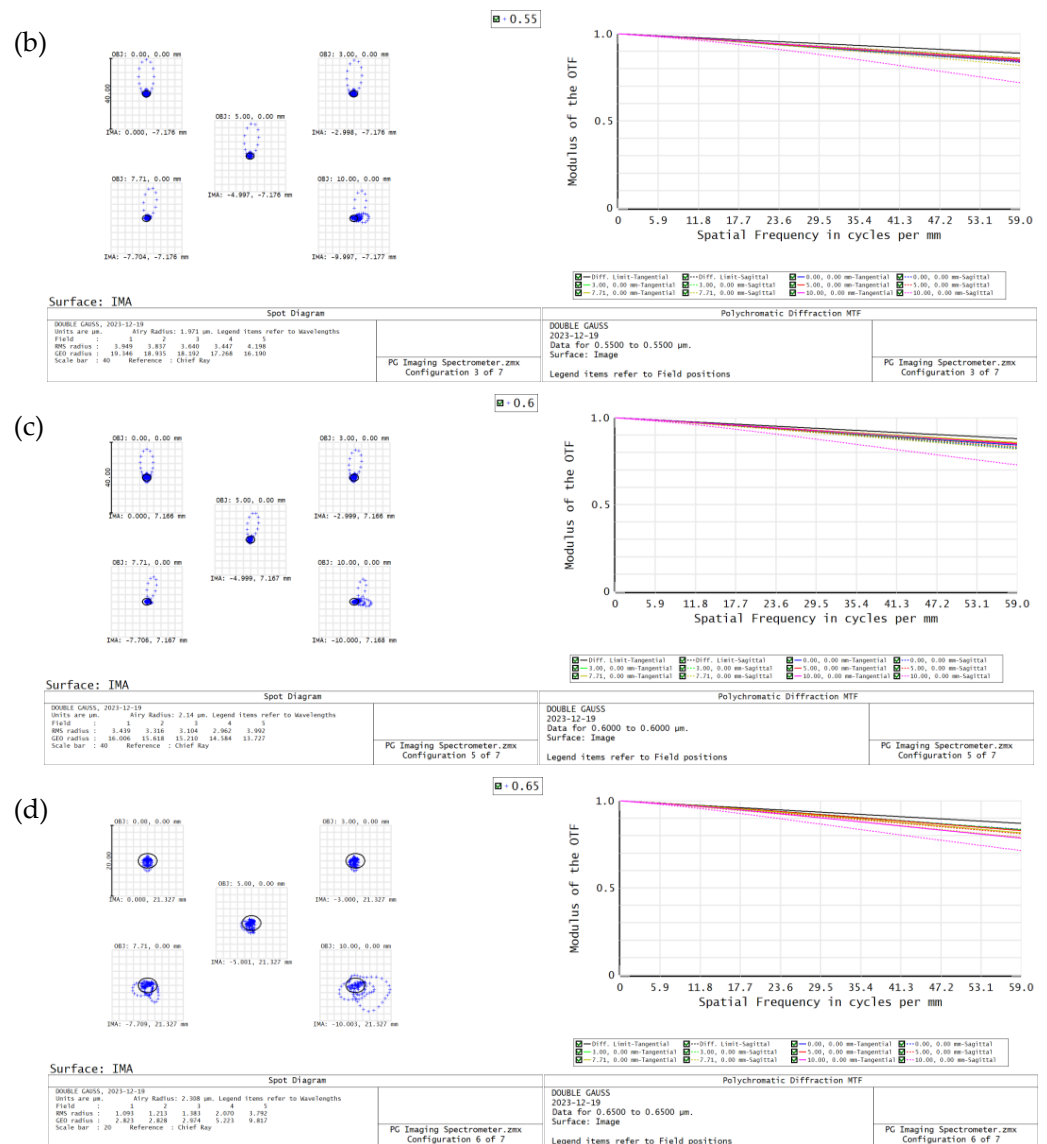 (b)
+ 0.55
OBJ: 0.00, 0.00 mm
OBJ: 3.00, 0.00 mm
40.00
OBJ: 5.00, 0.00 mm
IMA: 0.000, -7.176 mm
IMA: -2.998, -7.176 mm
OBJ: 7.71, 0.00 mm
OBJ: 10.00, 0.00 mm
IMA: -4.997, -7.176 mm
IMA: -7.704, -7.176 mm
IMA: -9.997, -7.177 mm
Surface: IMA
Spot Diagram
DOUBLE GAUSS, 2023-12-19
Units are µm. Airy Radius: 1.971 µm. Legend items refer to Wavelengths
Field : 1 2 3 4 5
RMS radius : 3.949 3.837 3.640 3.447 4.198
GEO radius : 19.346 18.935 18.192 17.268 16.190
Scale bar : 40 Reference : Chief Ray
PG Imaging Spectrometer.zmx
Configuration 3 of 7
Modulus of the OTF
1.0
0.5
0
0 5.9 11.8 17.7 23.6 29.5 35.4 41.3 47.2 53.1 59.0
Spatial Frequency in cycles per mm
Diff. Limit-Tangential Diff. Limit-Sagittal 0.00, 0.00 mm-Tangential 0.00, 0.00 mm-Sagittal
3.00, 0.00 mm-Tangential 3.00, 0.00 mm-Sagittal 5.00, 0.00 mm-Tangential 5.00, 0.00 mm-Sagittal
7.71, 0.00 mm-Tangential 7.71, 0.00 mm-Sagittal 10.00, 0.00 mm-Tangential 10.00, 0.00 mm-Sagittal
Polychromatic Diffraction MTF
DOUBLE GAUSS
2023-12-19
Data for 0.5500 to 0.5500 µm.
Surface: Image
Legend items refer to Field positions
PG Imaging Spectrometer.zmx
Configuration 3 of 7
(c)
+ 0.6
OBJ: 0.00, 0.00 mm
OBJ: 3.00, 0.00 mm
40.00
OBJ: 5.00, 0.00 mm
IMA: 0.000, 7.166 mm
IMA: -2.999, 7.166 mm
OBJ: 7.71, 0.00 mm
OBJ: 10.00, 0.00 mm
IMA: -4.999, 7.167 mm
IMA: -7.706, 7.167 mm
IMA: -10.000, 7.168 mm
Surface: IMA
Spot Diagram
DOUBLE GAUSS, 2023-12-19
Units are µm. Airy Radius: 2.14 µm. Legend items refer to Wavelengths
Field : 1 2 3 4 5
RMS radius : 3.439 3.316 3.104 2.962 3.992
GEO radius : 16.006 15.618 15.210 14.584 13.727
Scale bar : 40 Reference : Chief Ray
PG Imaging Spectrometer.zmx
Configuration 5 of 7
Modulus of the OTF
1.0
0.5
0
0 5.9 11.8 17.7 23.6 29.5 35.4 41.3 47.2 53.1 59.0
Spatial Frequency in cycles per mm
Diff. Limit-Tangential Diff. Limit-Sagittal 0.00, 0.00 mm-Tangential 0.00, 0.00 mm-Sagittal
3.00, 0.00 mm-Tangential 3.00, 0.00 mm-Sagittal 5.00, 0.00 mm-Tangential 5.00, 0.00 mm-Sagittal
7.71, 0.00 mm-Tangential 7.71, 0.00 mm-Sagittal 10.00, 0.00 mm-Tangential 10.00, 0.00 mm-Sagittal
Polychromatic Diffraction MTF
DOUBLE GAUSS
2023-12-19
Data for 0.6000 to 0.6000 µm.
Surface: Image
Legend items refer to Field positions
PG Imaging Spectrometer.zmx
Configuration 5 of 7
(d)
+ 0.65
OBJ: 0.00, 0.00 mm
OBJ: 3.00, 0.00 mm
20.00
OBJ: 5.00, 0.00 mm
IMA: 0.000, 21.327 mm
IMA: -3.000, 21.327 mm
OBJ: 7.71, 0.00 mm
OBJ: 10.00, 0.00 mm
IMA: -5.001, 21.327 mm
IMA: -7.709, 21.327 mm
IMA: -10.003, 21.327 mm
Surface: IMA
Spot Diagram
DOUBLE GAUSS, 2023-12-19
Units are µm. Airy Radius: 2.308 µm. Legend items refer to Wavelengths
Field : 1 2 3 4 5
RMS radius : 1.093 1.213 1.383 2.070 3.792
GEO radius : 2.823 2.828 2.974 5.223 9.817
Scale bar : 20 Reference : Chief Ray
PG Imaging Spectrometer.zmx
Configuration 6 of 7
Modulus of the OTF
1.0
0.5
0
0 5.9 11.8 17.7 23.6 29.5 35.4 41.3 47.2 53.1 59.0
Spatial Frequency in cycles per mm
Diff. Limit-Tangential Diff. Limit-Sagittal 0.00, 0.00 mm-Tangential 0.00, 0.00 mm-Sagittal
3.00, 0.00 mm-Tangential 3.00, 0.00 mm-Sagittal 5.00, 0.00 mm-Tangential 5.00, 0.00 mm-Sagittal
7.71, 0.00 mm-Tangential 7.71, 0.00 mm-Sagittal 10.00, 0.00 mm-Tangential 10.00, 0.00 mm-Sagittal
Polychromatic Diffraction MTF
DOUBLE GAUSS
2023-12-19
Data for 0.6500 to 0.6500 µm.
Surface: Image
Legend items refer to Field positions
PG Imaging Spectrometer.zmx
Configuration 6 of 7